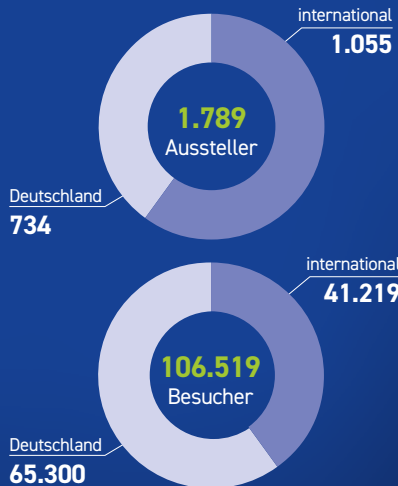 international
1.055
1.789
Aussteller
Deutschland
734
international
41.219
106.519
Besucher
Deutschland
65.300